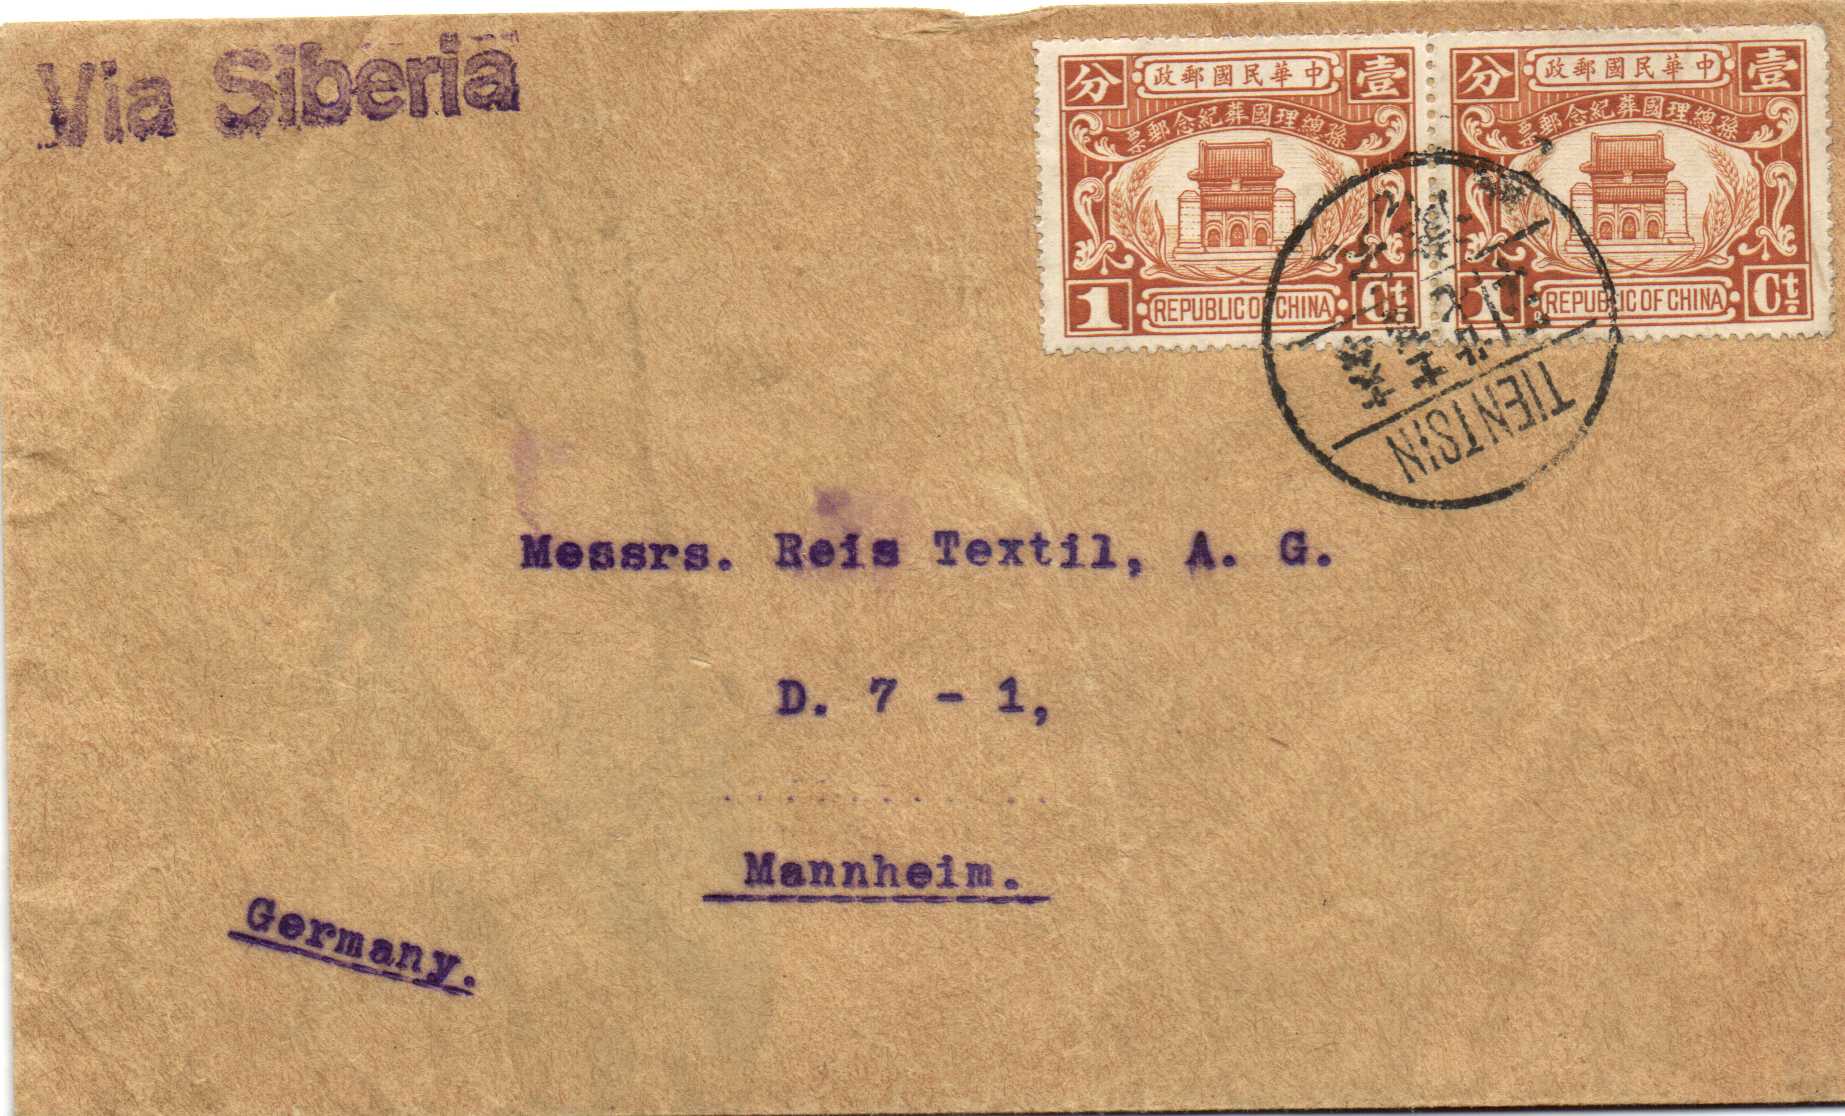 Via Siberia
中華民國郵政
壹分
孫總理國葬紀念郵票
1 REPUBLIC OF CHINA Ct
中華民國郵政
壹分
孫總理國葬紀念郵票
1 REPUBLIC OF CHINA Ct
TIENTSIN
Messrs. Reis Textil, A. G.
D. 7 - 1,
Mannheim.
Germany.